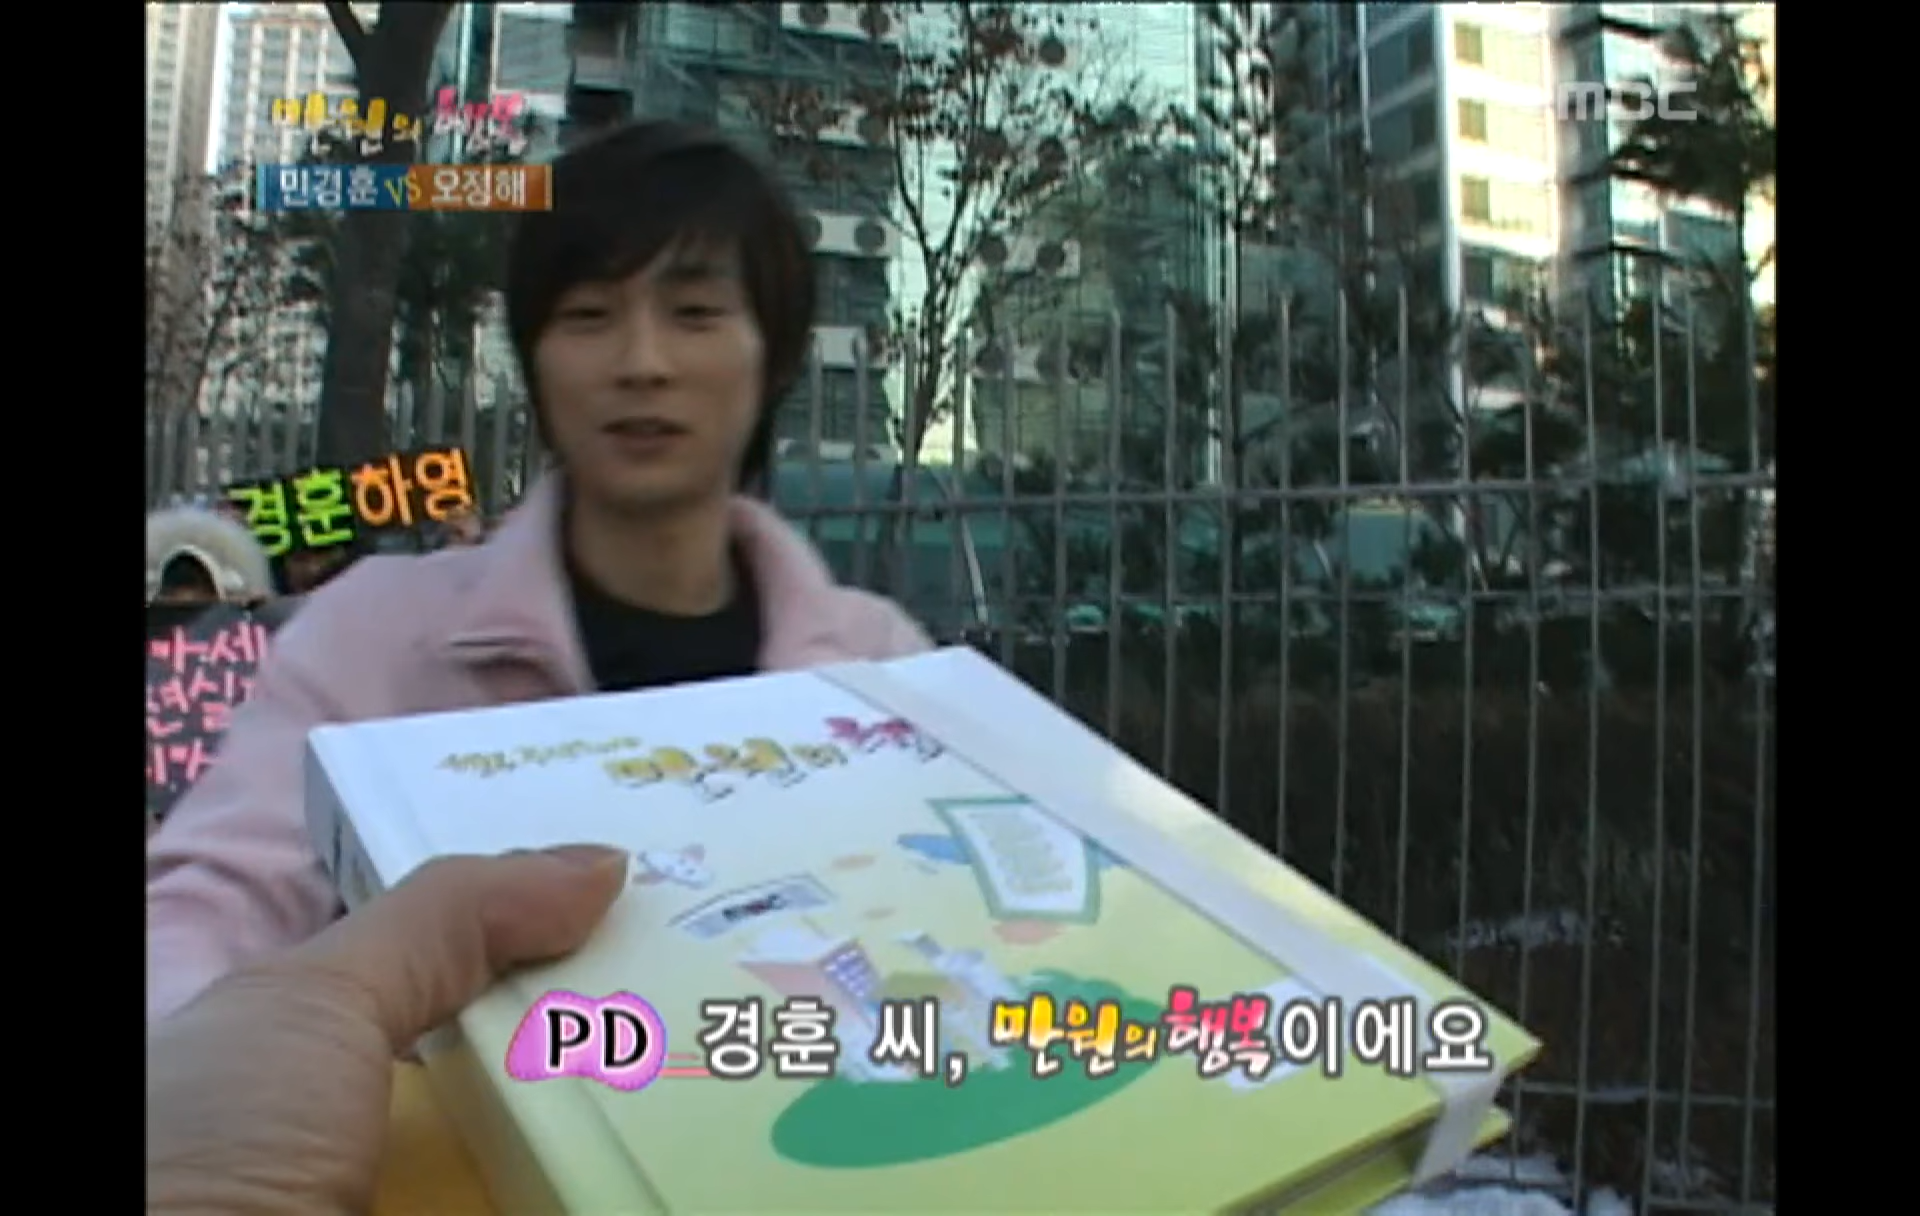 만원의 행복
mbc
민경훈 VS 오정해
경훈하영
만원의 행복
PD 경훈 씨, 만원의 행복이에요